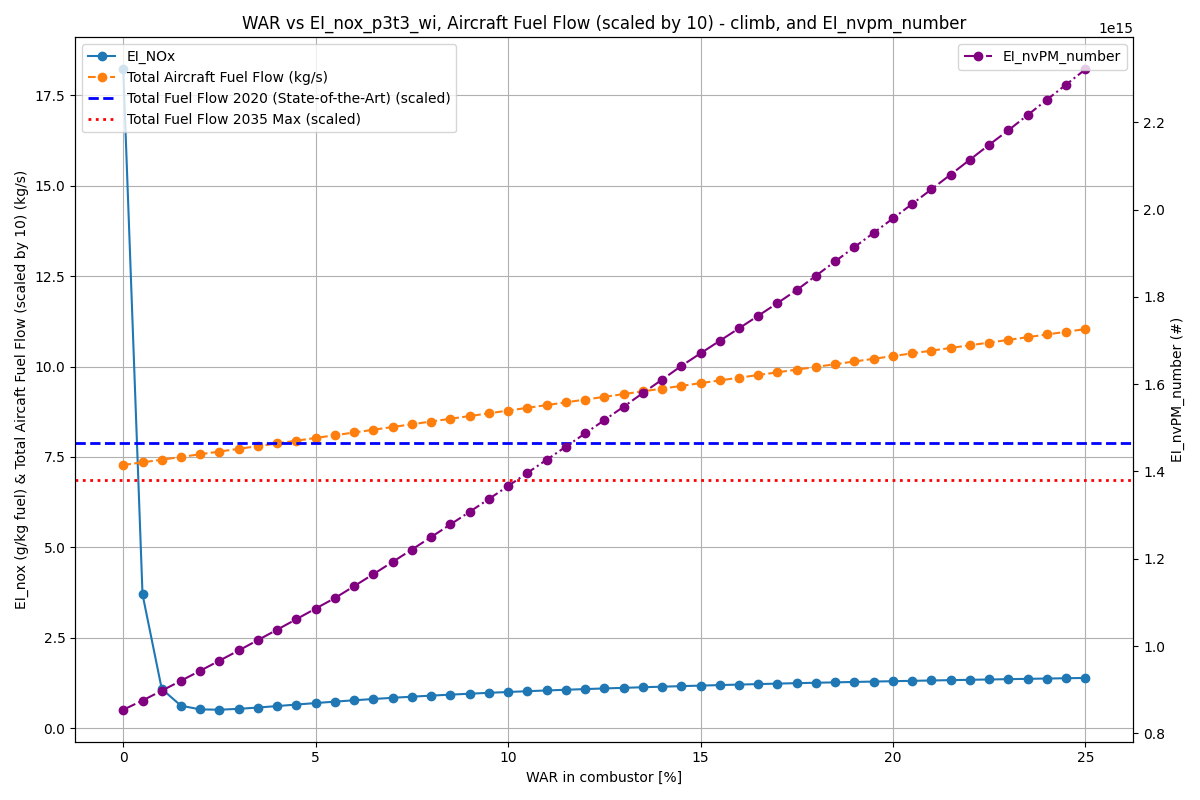 WAR vs EI_nox_p3t3_wi, Aircraft Fuel Flow (scaled by 10) - climb, and EI_nvpm_number
1e15
EI_NOx
Total Aircraft Fuel Flow (kg/s)
Total Fuel Flow 2020 (State-of-the-Art) (scaled)
Total Fuel Flow 2035 Max (scaled)
EI_nvPM_number
EI_nox (g/kg fuel) & Total Aircaft Fuel Flow (scaled by 10) (kg/s)
17.5
15.0
12.5
10.0
7.5
5.0
2.5
0.0
2.2
2.0
1.8
1.6
1.4
1.2
1.0
0.8
EI_nvPM_number (#)
0 5 10 15 20 25
WAR in combustor [%]